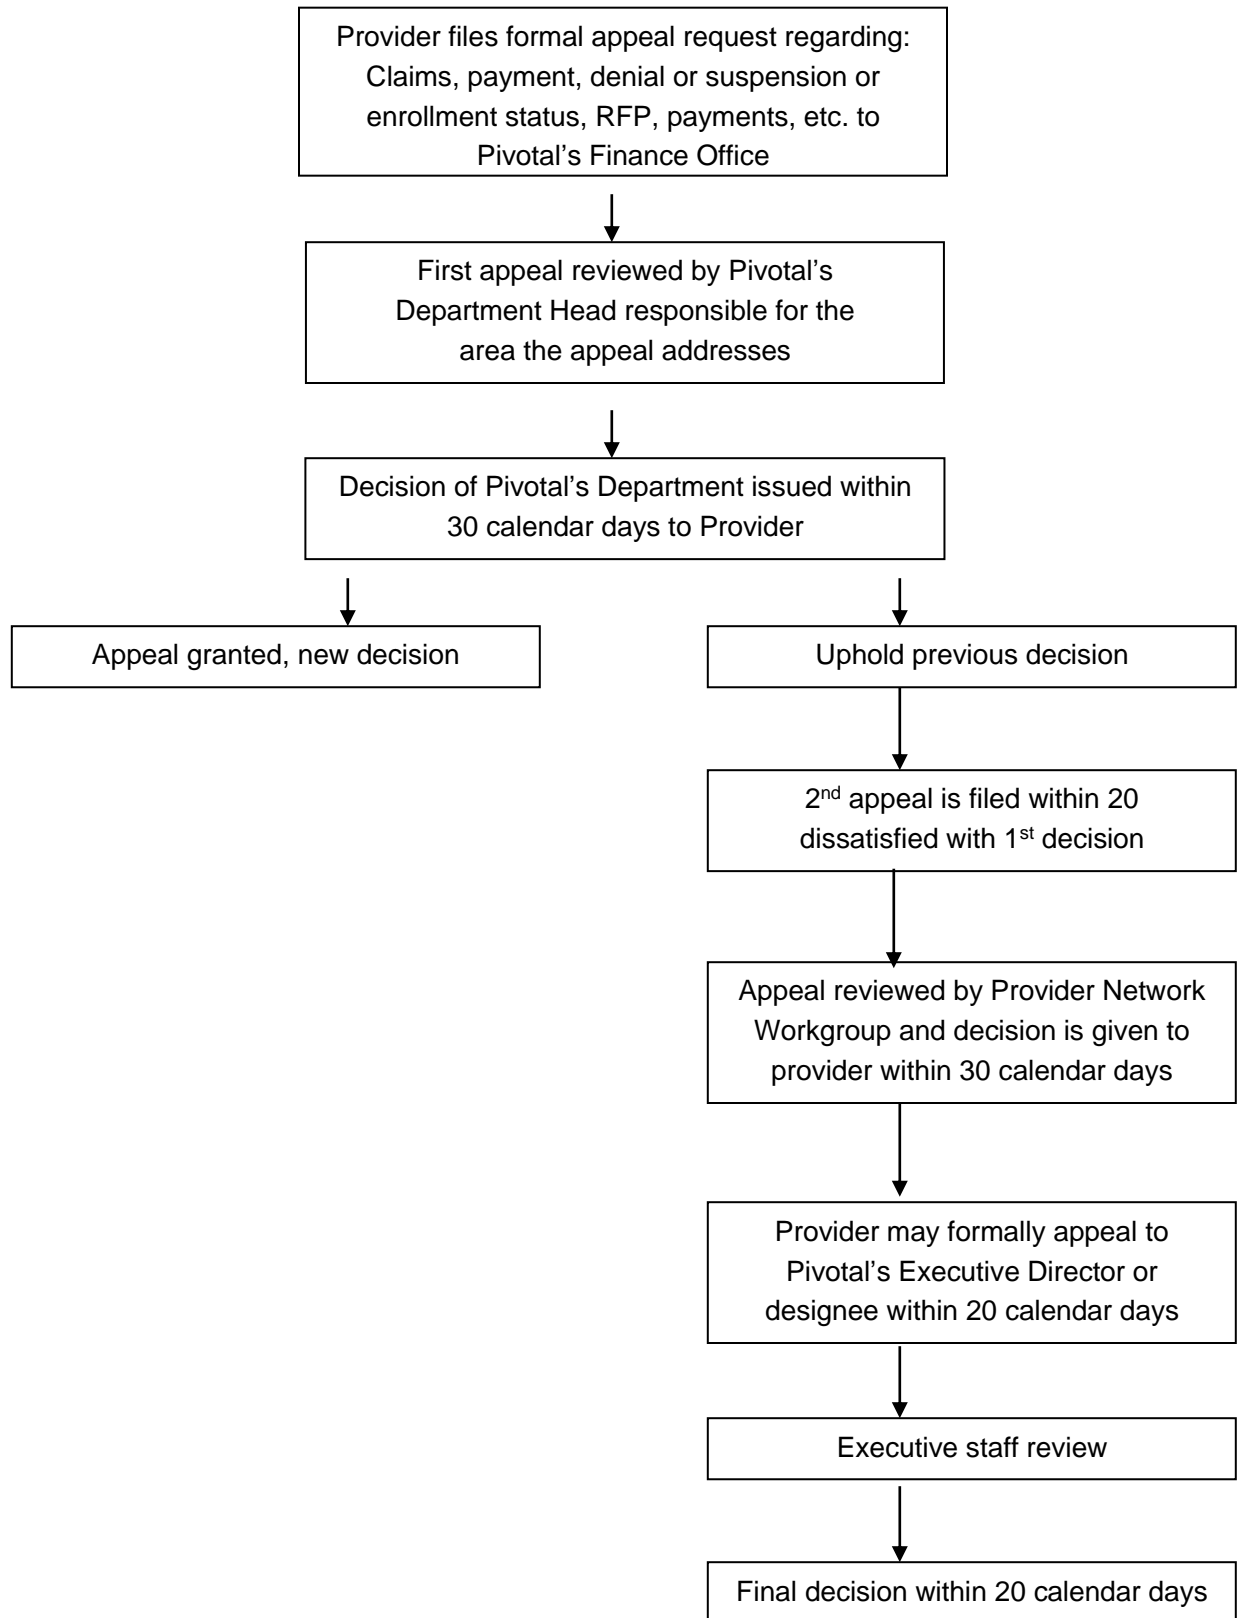 Provider files formal appeal request regarding:
Claims, payment, denial or suspension or
enrollment status, RFP, payments, etc. to
Pivotal’s Finance Office
First appeal reviewed by Pivotal’s
Department Head responsible for the
area the appeal addresses
Decision of Pivotal’s Department issued within
30 calendar days to Provider
Appeal granted, new decision
Uphold previous decision
2nd appeal is filed within 20
dissatisfied with 1st decision
Appeal reviewed by Provider Network
Workgroup and decision is given to
provider within 30 calendar days
Provider may formally appeal to
Pivotal’s Executive Director or
designee within 20 calendar days
Executive staff review
Final decision within 20 calendar days